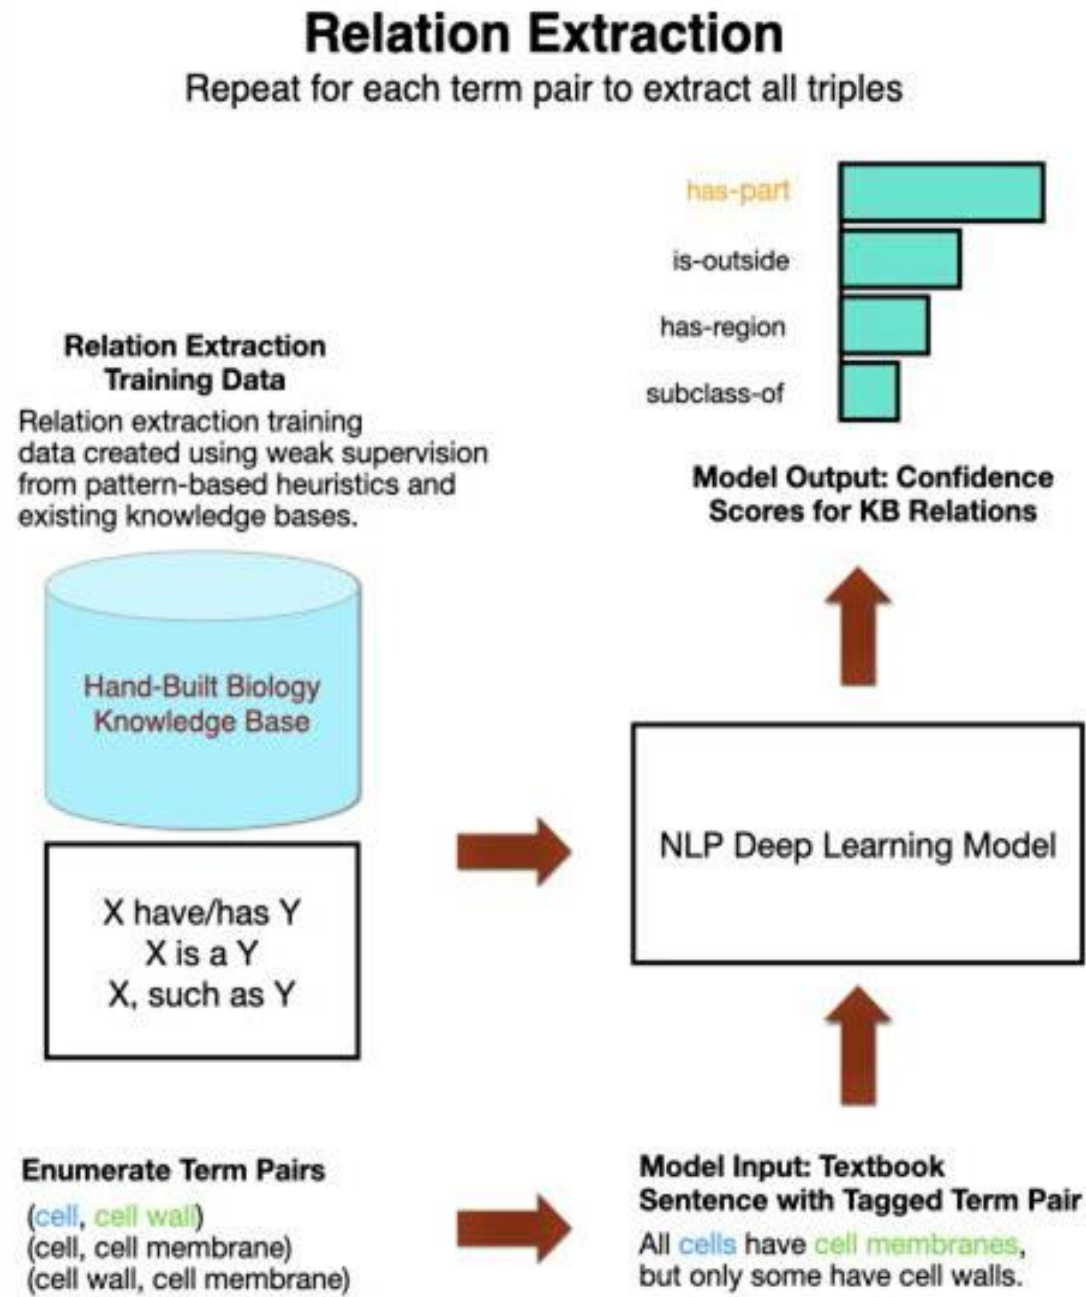 Relation Extraction
Repeat for each term pair to extract all triples
has-part
is-outside
has-region
subclass-of
Model Output: Confidence
Scores for KB Relations
Relation Extraction
Training Data
Relation extraction training
data created using weak supervision
from pattern-based heuristics and
existing knowledge bases.
Hand-Built Biology
Knowledge Base
X have/has Y
X is a Y
X, such as Y
NLP Deep Learning Model
Enumerate Term Pairs
(cell, cell wall)
(cell, cell membrane)
(cell wall, cell membrane)
Model Input: Textbook
Sentence with Tagged Term Pair
All cells have cell membranes,
but only some have cell walls.